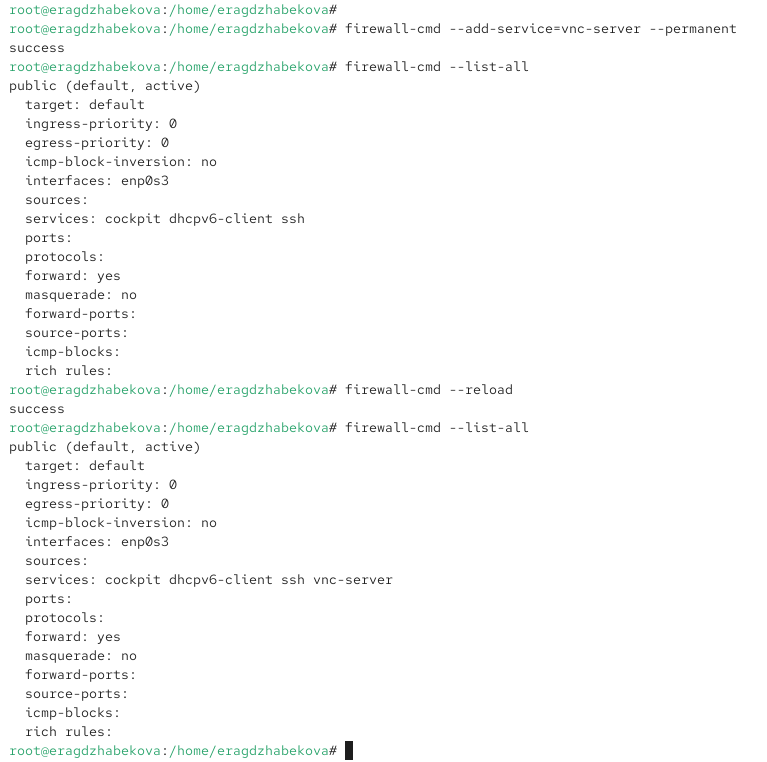 root@eragdzhabekova:/home/eragdzhabekova#
root@eragdzhabekova:/home/eragdzhabekova# firewall-cmd --add-service=vnc-server --permanent
success
root@eragdzhabekova:/home/eragdzhabekova# firewall-cmd --list-all
public (default, active)
  target: default
  ingress-priority: 0
  egress-priority: 0
  icmp-block-inversion: no
  interfaces: enp0s3
  sources:
  services: cockpit dhcpv6-client ssh
  ports:
  protocols:
  forward: yes
  masquerade: no
  forward-ports:
  source-ports:
  icmp-blocks:
  rich rules:
root@eragdzhabekova:/home/eragdzhabekova# firewall-cmd --reload
success
root@eragdzhabekova:/home/eragdzhabekova# firewall-cmd --list-all
public (default, active)
  target: default
  ingress-priority: 0
  egress-priority: 0
  icmp-block-inversion: no
  interfaces: enp0s3
  sources:
  services: cockpit dhcpv6-client ssh vnc-server
  ports:
  protocols:
  forward: yes
  masquerade: no
  forward-ports:
  source-ports:
  icmp-blocks:
  rich rules:
root@eragdzhabekova:/home/eragdzhabekova#